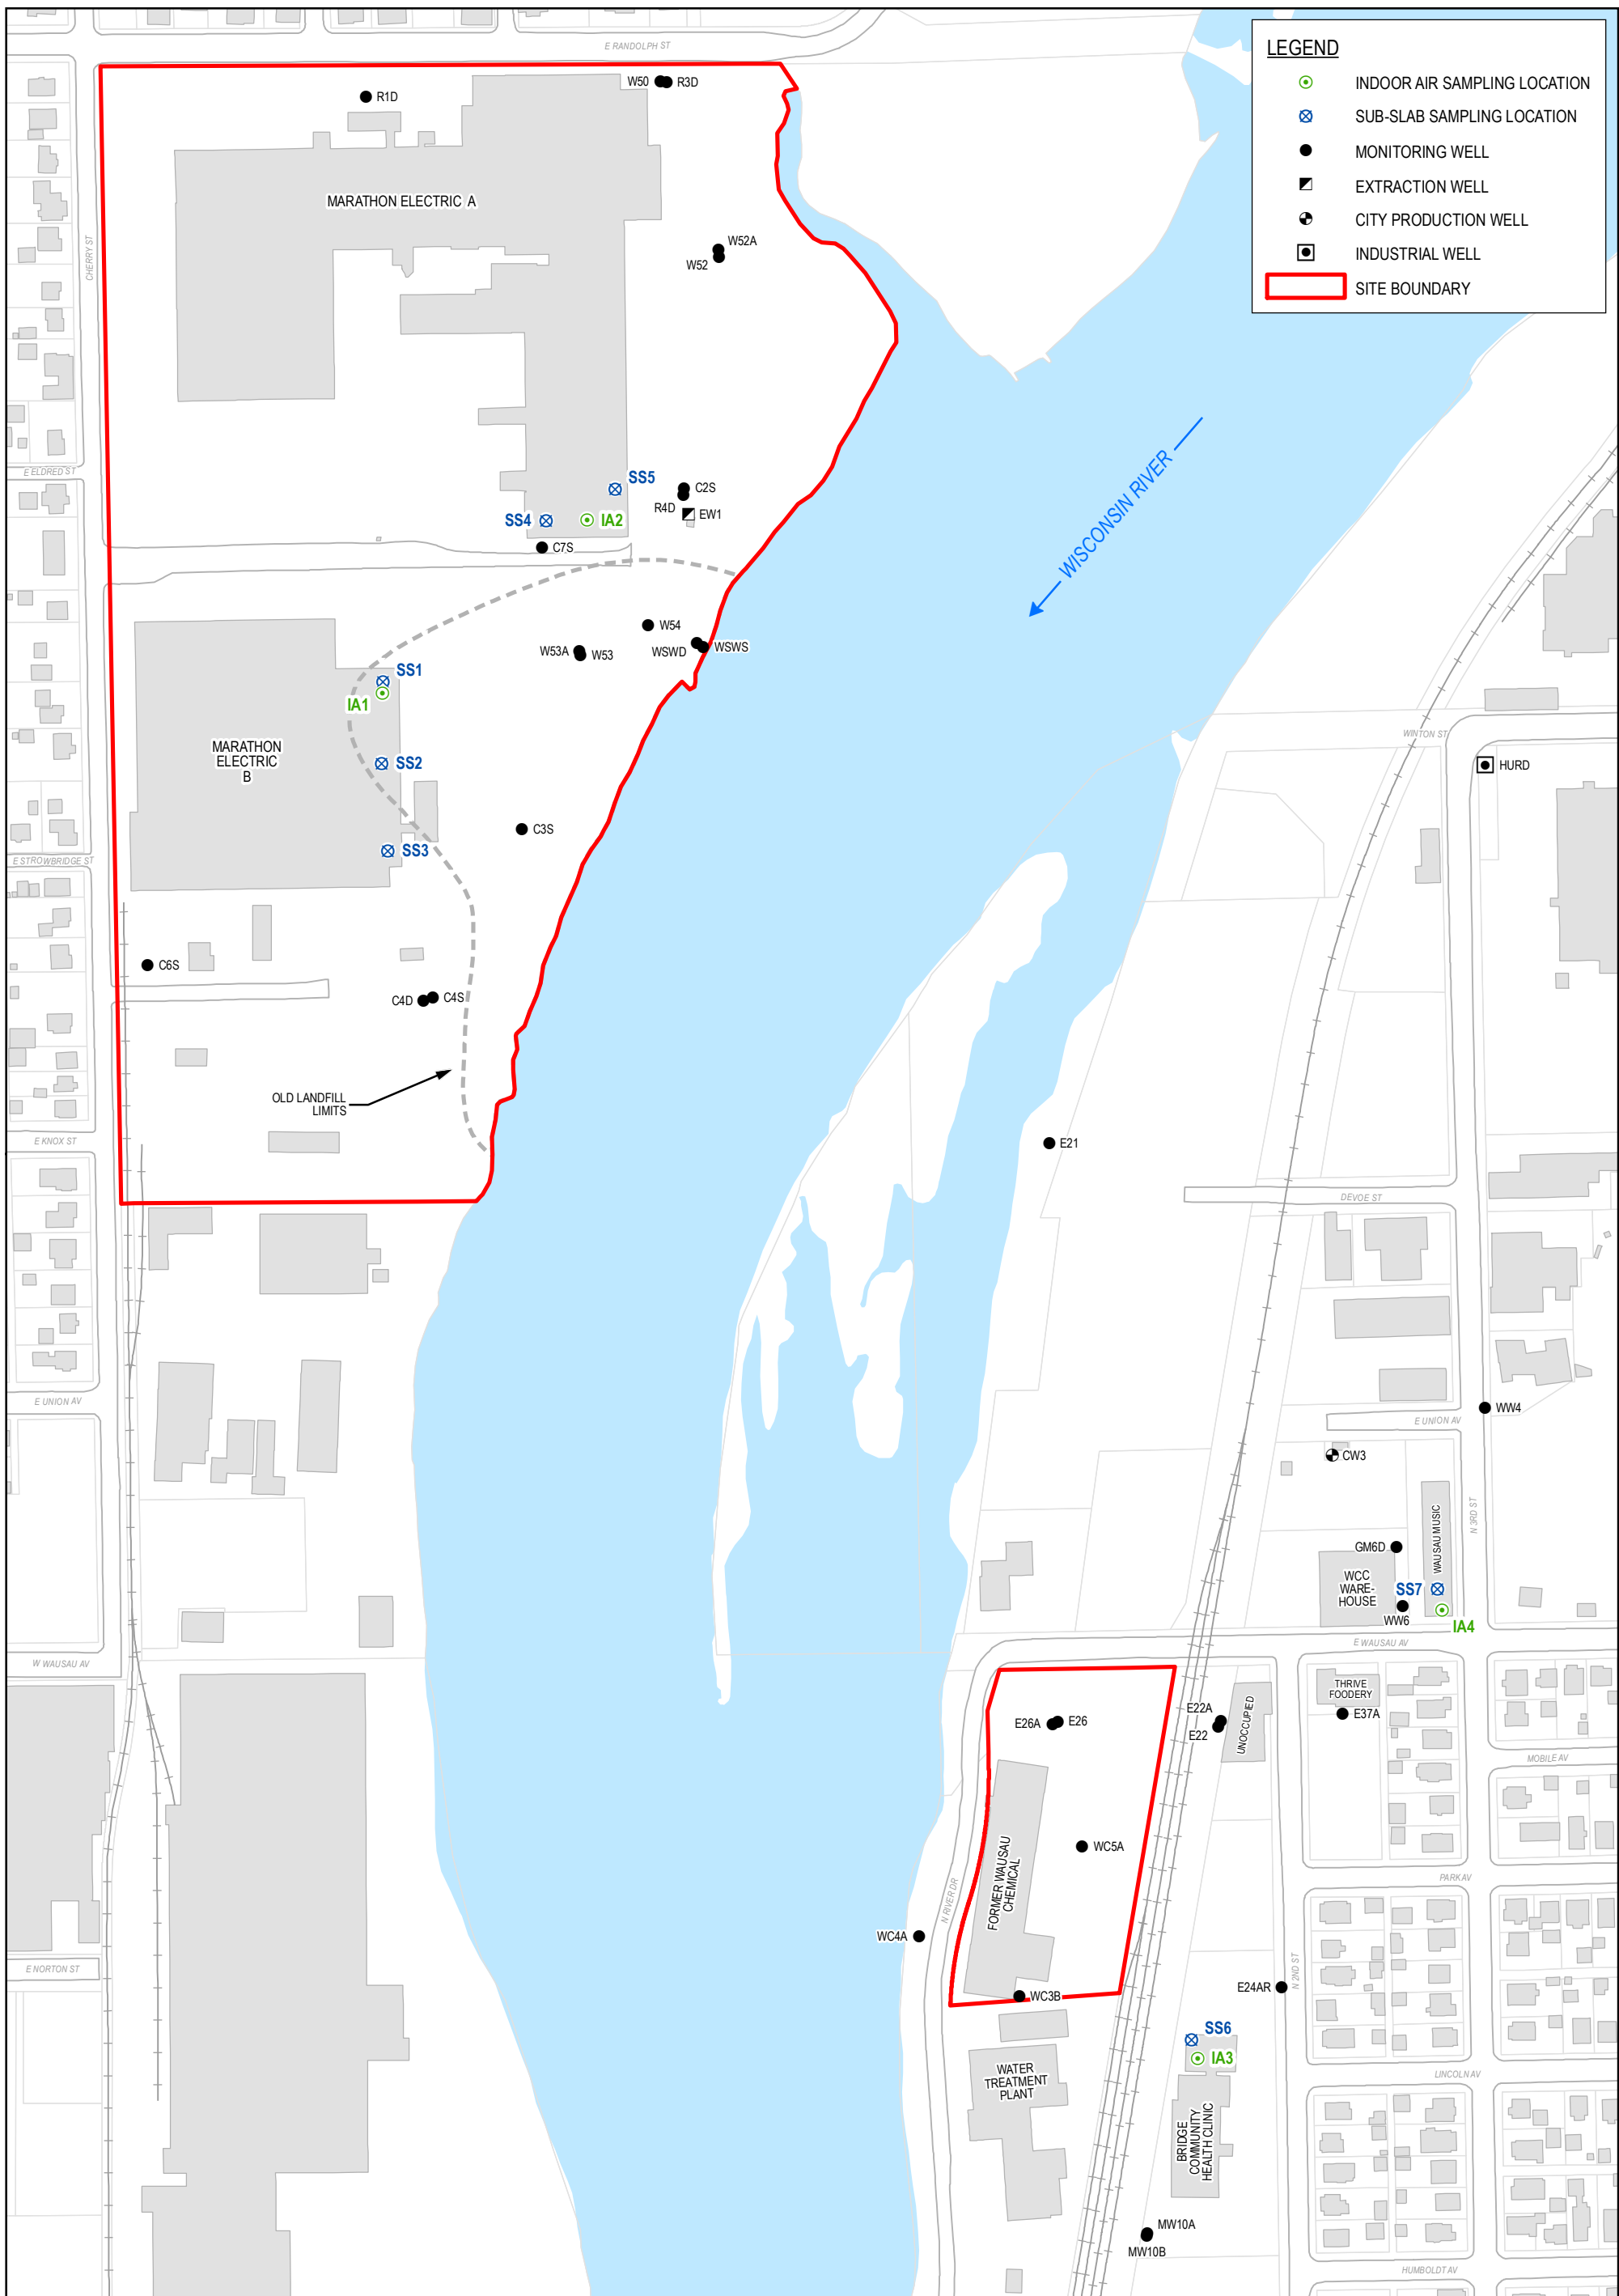 E RANDOLPH ST
LEGEND
INDOOR AIR SAMPLING LOCATION
SUB-SLAB SAMPLING LOCATION
MONITORING WELL
EXTRACTION WELL
CITY PRODUCTION WELL
INDUSTRIAL WELL
SITE BOUNDARY
W50
R3D
R1D
MARATHON ELECTRIC A
CHERRY ST
W52A
W52
E ELDRED ST
SS5
C2S
R4D
EW1
SS4
IA2
C7S
WISCONSIN RIVER
W54
W53A
W53
WSWD
WSWS
SS1
IA1
MARATHON
ELECTRIC
B
SS2
WINTON ST
HURD
C3S
SS3
E STROWBRIDGE ST
C6S
C4D
C4S
OLD LANDFILL
LIMITS
E KNOX ST
E21
DEVOE ST
E UNION AV
WW4
E UNION AV
CW3
N 3RD ST
WAUSAU MUSIC
GM6D
WCC
WARE-
HOUSE
SS7
WW6
IA4
E WAUSAU AV
W WAUSAU AV
THRIVE
FOODERY
E37A
E26A
E26
E22A
E22
UNOCCUPIED
MOBILE AV
FORMER WAUSAU
CHEMICAL
WC5A
PARK AV
N RIVER DR
WC4A
E NORTON ST
E24AR
N 2ND ST
WC3B
SS6
IA3
WATER
TREATMENT
PLANT
LINCOLN AV
BRIDGE
COMMUNITY
HEALTH CLINIC
MW10A
MW10B
HUMBOLDT AV